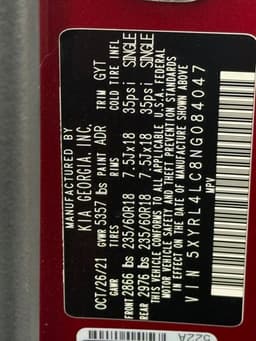 MANUFACTURED BY
KIA GEORGIA, INC.
OCT/26/21 PAINT ADR TRIM GYT
GVWR 5357 lbs
GAWR TIRES RIMS COLD TIRE INFL
FRONT 2866 lbs 235/60R18 7.5Jx18 35psi SINGLE
REAR 2976 lbs 235/60R18 7.5Jx18 35psi SINGLE
THIS VEHICLE CONFORMS TO ALL APPLICABLE U.S.A. FEDERAL
MOTOR VEHICLE SAFETY AND THEFT PREVENTION STANDARDS
IN EFFECT ON THE DATE OF MANUFACTURE SHOWN ABOVE
VIN 5XYRL4LC8NG084047
MPV
522A